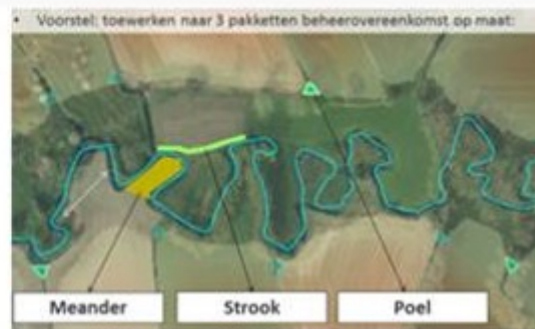 • Voorstel: toewerken naar 3 pakketten beheerovereenkomst op maat:
Meander
Strook
Poel